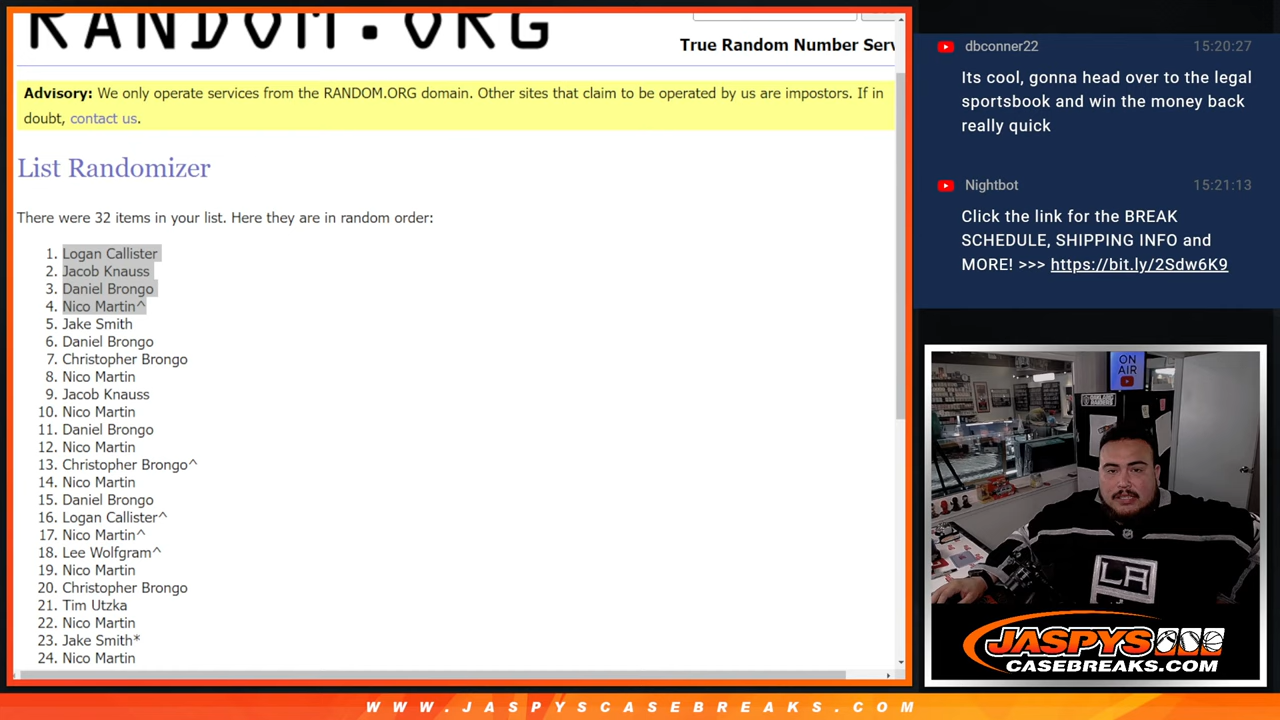 RANDOM.ORG
True Random Number Serv
Advisory: We only operate services from the RANDOM.ORG domain. Other sites that claim to be operated by us are impostors. If in
doubt, contact us.
List Randomizer
There were 32 items in your list. Here they are in random order:
1. Logan Callister
2. Jacob Knauss
3. Daniel Brongo
4. Nico Martin^
5. Jake Smith
6. Daniel Brongo
7. Christopher Brongo
8. Nico Martin
9. Jacob Knauss
10. Nico Martin
11. Daniel Brongo
12. Nico Martin
13. Christopher Brongo^
14. Nico Martin
15. Daniel Brongo
16. Logan Callister^
17. Nico Martin^
18. Lee Wolfgram^
19. Nico Martin
20. Christopher Brongo
21. Tim Utzka
22. Nico Martin
23. Jake Smith*
24. Nico Martin
dbconner22 15:20:27
Its cool, gonna head over to the legal
sportsbook and win the money back
really quick
Nightbot 15:21:13
Click the link for the BREAK
SCHEDULE, SHIPPING INFO and
MORE! >>> https://bit.ly/2Sdw6K9
ON
AIR
LA
JASPYS
CASEBREAKS.COM
WWW.JASPYSCASEBREAKS.COM